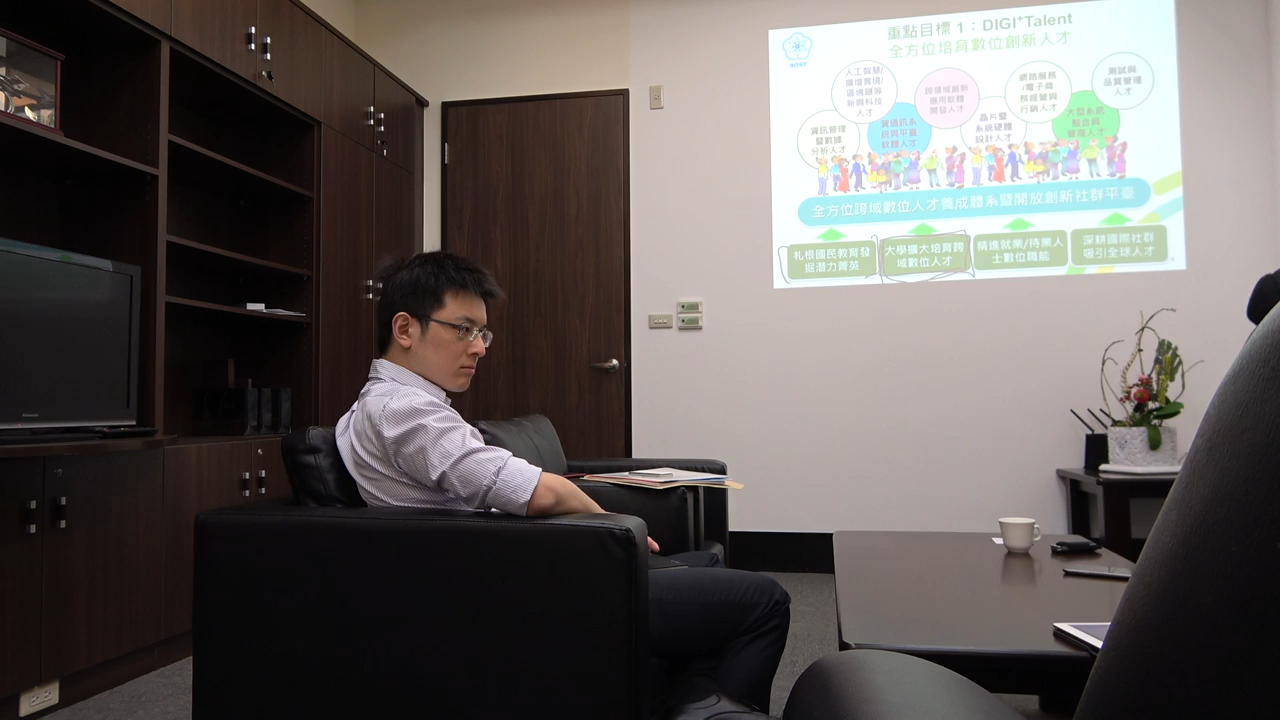 重點目標 1：DIGI⁺Talent
全方位培育數位創新人才
BOST
人工智慧/
擴增實境/
區塊鏈等
新興科技
人才
跨領域創新
應用軟體
開發人才
網路服務
/電子商
務經營與
行銷人才
測試與
品質管理
人才
資訊管理
暨數據
分析人才
資通訊系
統與平臺
軟體人才
晶片暨
系統硬體
設計人才
大型系統
整合與
管理人才
全方位跨域數位人才養成體系暨開放創新社群平臺
札根國民教育發
掘潛力菁英
大學擴大培育跨
域數位人才
精進就業/待業人
士數位職能
深耕國際社群
吸引全球人才
Panasonic